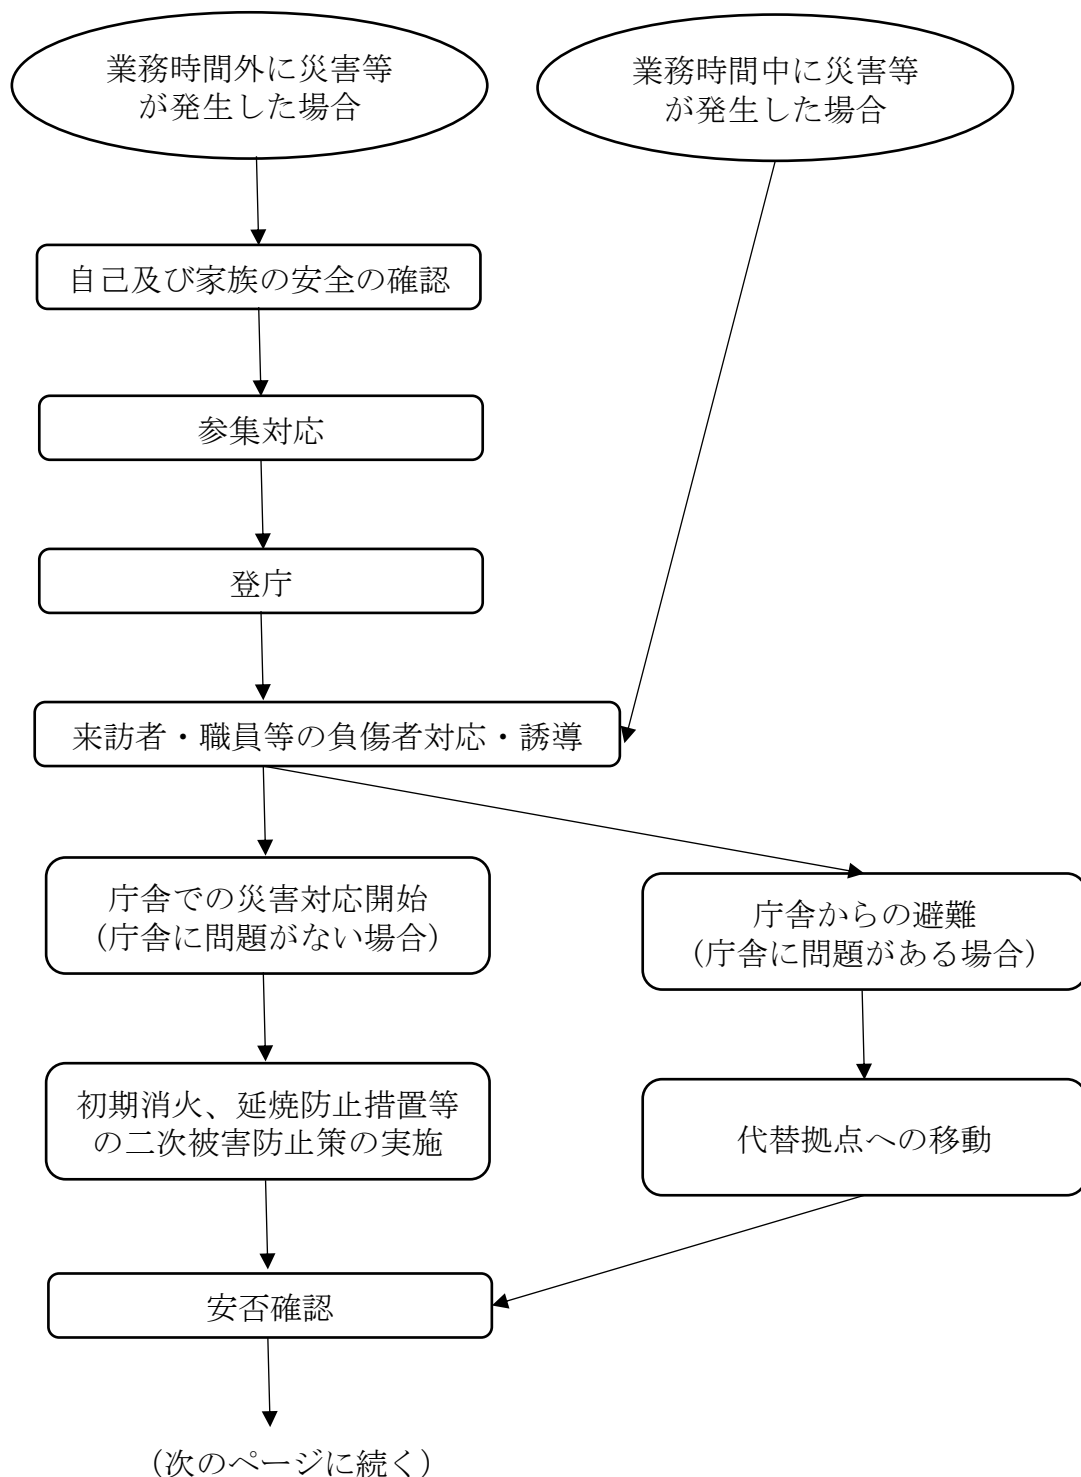 業務時間外に災害等
が発生した場合
業務時間中に災害等
が発生した場合
自己及び家族の安全の確認
参集対応
登庁
来訪者・職員等の負傷者対応・誘導
庁舎での災害対応開始
（庁舎に問題がない場合）
庁舎からの避難
（庁舎に問題がある場合）
初期消火、延焼防止措置等
の二次被害防止策の実施
代替拠点への移動
安否確認
（次のページに続く）